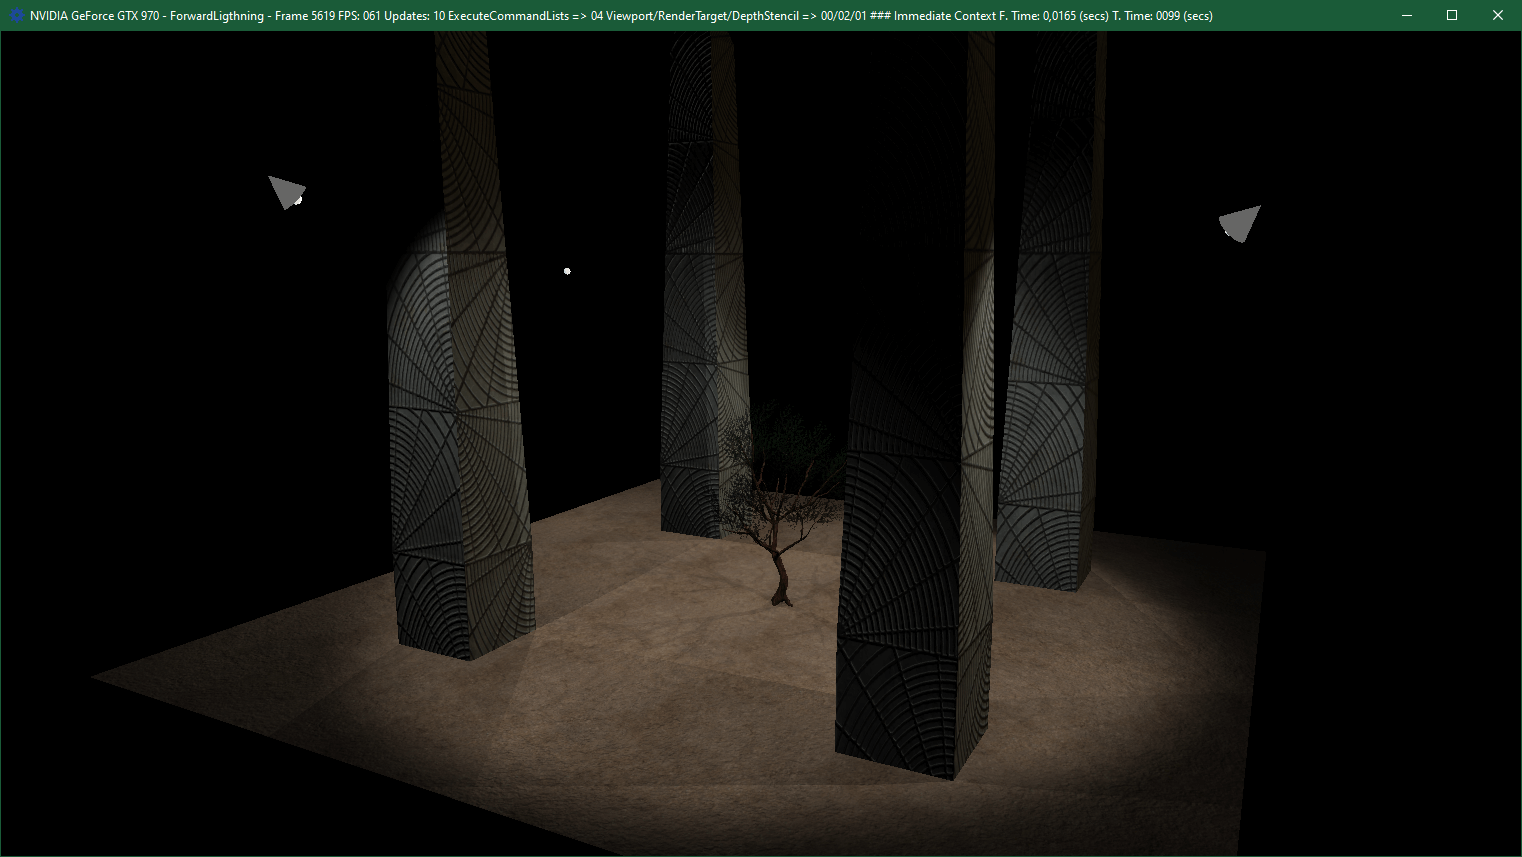 NVIDIA GeForce GTX 970 - ForwardLigthning - Frame 5619 FPS: 061 Updates: 10 ExecuteCommandLists => 04 Viewport/RenderTarget/DepthStencil => 00/02/01 ### Immediate Context F. Time: 0,0165 (secs) T. Time: 0099 (secs)